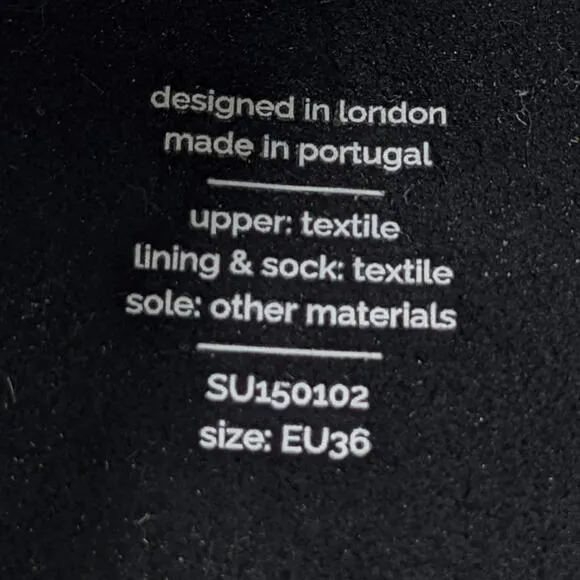 designed in london
made in portugal
upper: textile
lining & sock: textile
sole: other materials
SU150102
size: EU36